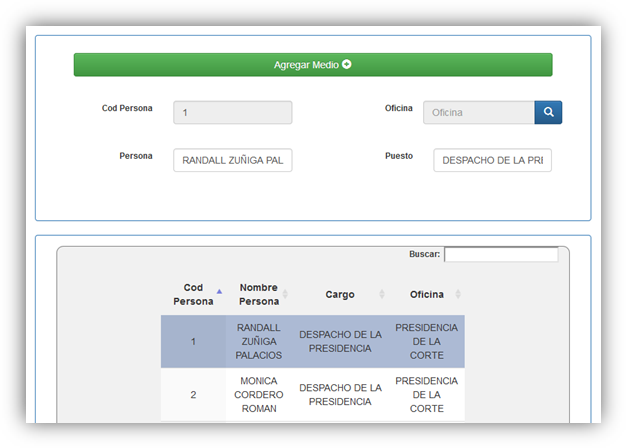 Agregar Medio
Cod Persona 1 Oficina Oficina
Persona RANDALL ZUÑIGA PAL Puesto DESPACHO DE LA PRE
Buscar:
Cod Persona Nombre Persona Cargo Oficina
1 RANDALL ZUÑIGA PALACIOS DESPACHO DE LA PRESIDENCIA PRESIDENCIA DE LA CORTE
2 MONICA CORDERO ROMAN DESPACHO DE LA PRESIDENCIA PRESIDENCIA DE LA CORTE